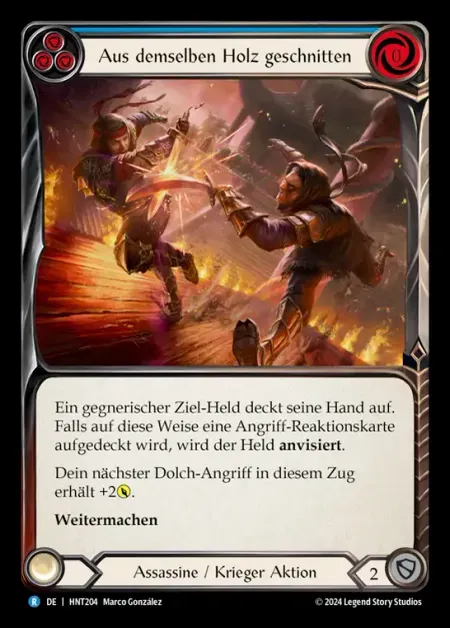 Aus demselben Holz geschnitten
0
Ein gegnerischer Ziel-Held deckt seine Hand auf.
Falls auf diese Weise eine Angriff-Reaktionskarte
aufgedeckt wird, wird der Held anvisiert.
Dein nächster Dolch-Angriff in diesem Zug
erhält +2.
Weitermachen
Assassine / Krieger Aktion
2
R DE | HNT204 Marco González
© 2024 Legend Story Studios